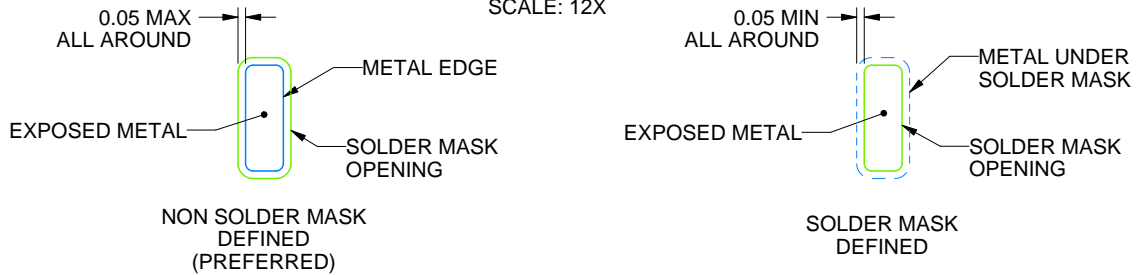 SCALE: 12X
0.05 MAX
ALL AROUND
METAL EDGE
EXPOSED METAL
SOLDER MASK
OPENING
NON SOLDER MASK
DEFINED
(PREFERRED)
0.05 MIN
ALL AROUND
METAL UNDER
SOLDER MASK
EXPOSED METAL
SOLDER MASK
OPENING
SOLDER MASK
DEFINED